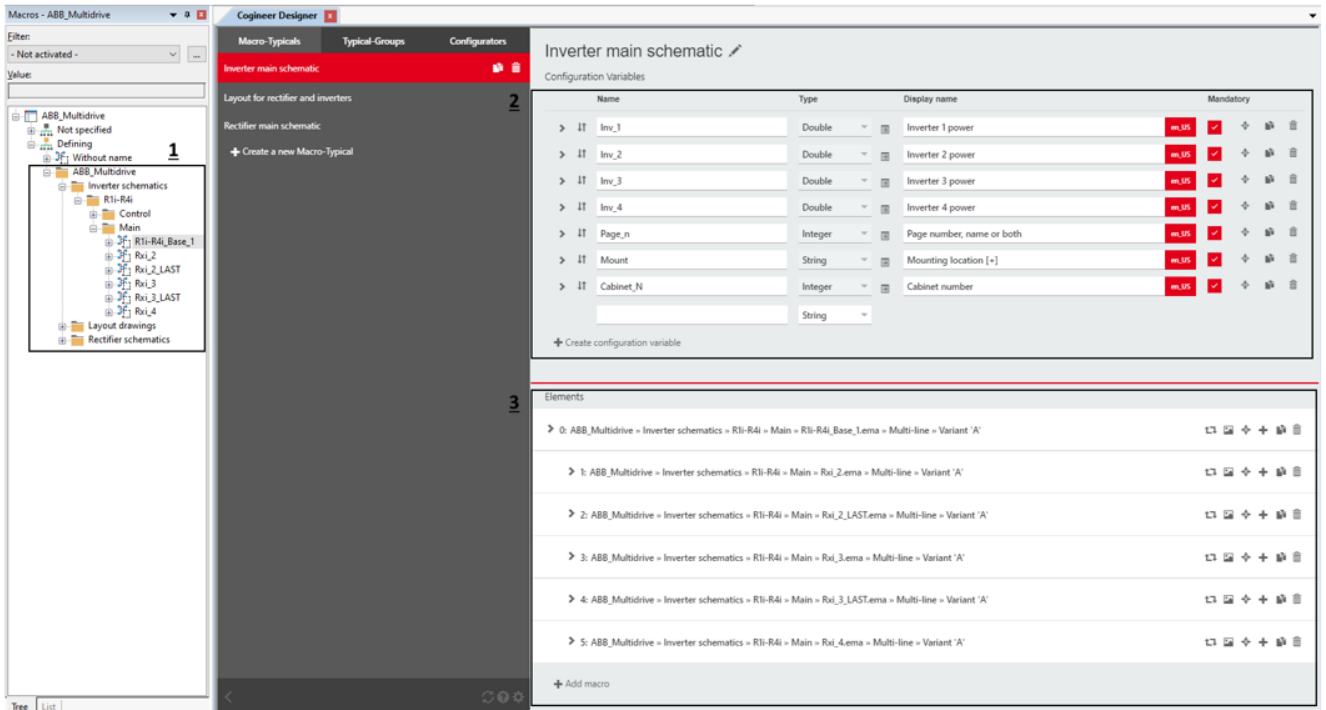 Macros - ABB_Multidrive
Filter:
- Not activated -
...
Value:
ABB_Multidrive
Not specified
Defining
1
Without name
ABB_Multidrive
Inverter schematics
R1i-R4i
Control
Main
R1i-R4i_Base_1
Rxi_2
Rxi_2_LAST
Rxi_3
Rxi_3_LAST
Rxi_4
Layout drawings
Rectifier schematics
Tree List
Cogineer Designer
Macro-Typicals Typical-Groups Configurators
Inverter main schematic
Layout for rectifier and inverters
Rectifier main schematic
Create a new Macro-Typical
2
3
Inverter main schematic
Configuration Variables
Name Type Display name Mandatory
Inv_1 Double Inverter 1 power en_US
Inv_2 Double Inverter 2 power en_US
Inv_3 Double Inverter 3 power en_US
Inv_4 Double Inverter 4 power en_US
Page_n Integer Page number, name or both en_US
Mount String Mounting location [+] en_US
Cabinet_N Integer Cabinet number en_US
String
Create configuration variable
Elements
0: ABB_Multidrive » Inverter schematics » R1i-R4i » Main » R1i-R4i_Base_1.ema » Multi-line » Variant 'A'
1: ABB_Multidrive » Inverter schematics » R1i-R4i » Main » Rxi_2.ema » Multi-line » Variant 'A'
2: ABB_Multidrive » Inverter schematics » R1i-R4i » Main » Rxi_2_LAST.ema » Multi-line » Variant 'A'
3: ABB_Multidrive » Inverter schematics » R1i-R4i » Main » Rxi_3.ema » Multi-line » Variant 'A'
4: ABB_Multidrive » Inverter schematics » R1i-R4i » Main » Rxi_3_LAST.ema » Multi-line » Variant 'A'
5: ABB_Multidrive » Inverter schematics » R1i-R4i » Main » Rxi_4.ema » Multi-line » Variant 'A'
Add macro